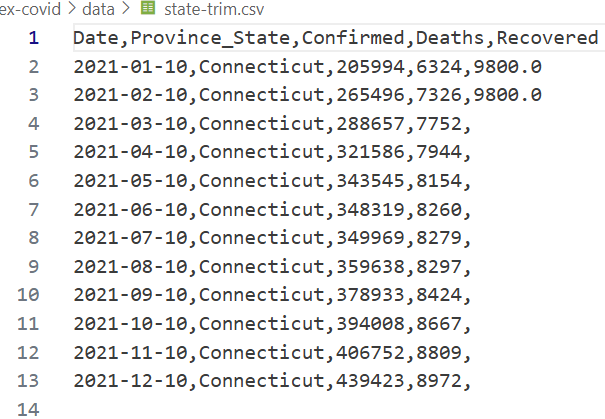 ex-covid > data > state-trim.csv
1 Date,Province_State,Confirmed,Deaths,Recovered
2 2021-01-10,Connecticut,205994,6324,9800.0
3 2021-02-10,Connecticut,265496,7326,9800.0
4 2021-03-10,Connecticut,288657,7752,
5 2021-04-10,Connecticut,321586,7944,
6 2021-05-10,Connecticut,343545,8154,
7 2021-06-10,Connecticut,348319,8260,
8 2021-07-10,Connecticut,349969,8279,
9 2021-08-10,Connecticut,359638,8297,
10 2021-09-10,Connecticut,378933,8424,
11 2021-10-10,Connecticut,394008,8667,
12 2021-11-10,Connecticut,406752,8809,
13 2021-12-10,Connecticut,439423,8972,
14